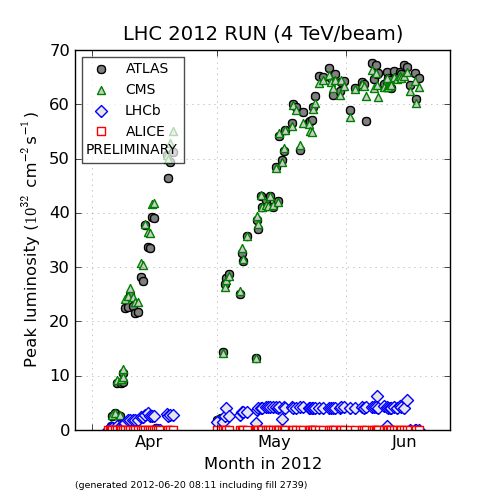 LHC 2012 RUN (4 TeV/beam)
70
60
50
40
30
20
10
0
Peak luminosity (10³² cm⁻² s⁻¹)
ATLAS
CMS
LHCb
ALICE
PRELIMINARY
Apr May Jun
Month in 2012
(generated 2012-06-20 08:11 including fill 2739)